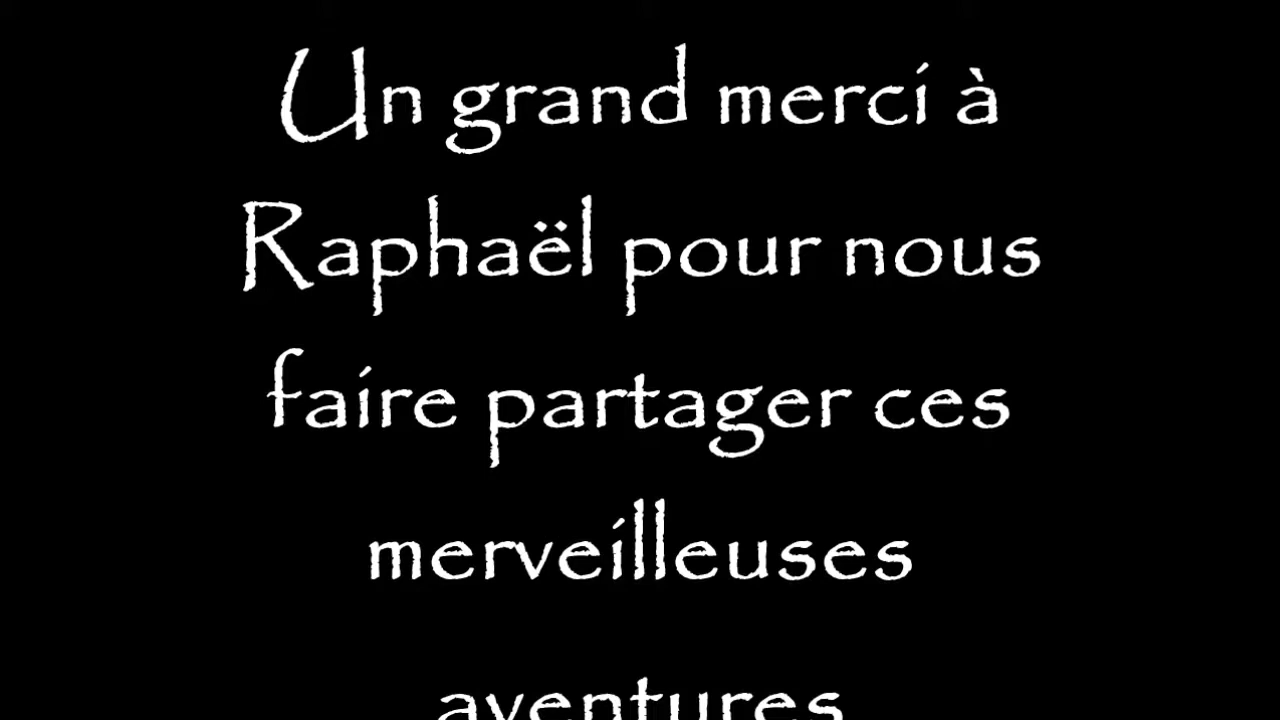 Un grand merci à
Raphaël pour nous
faire partager ces
merveilleuses
aventures